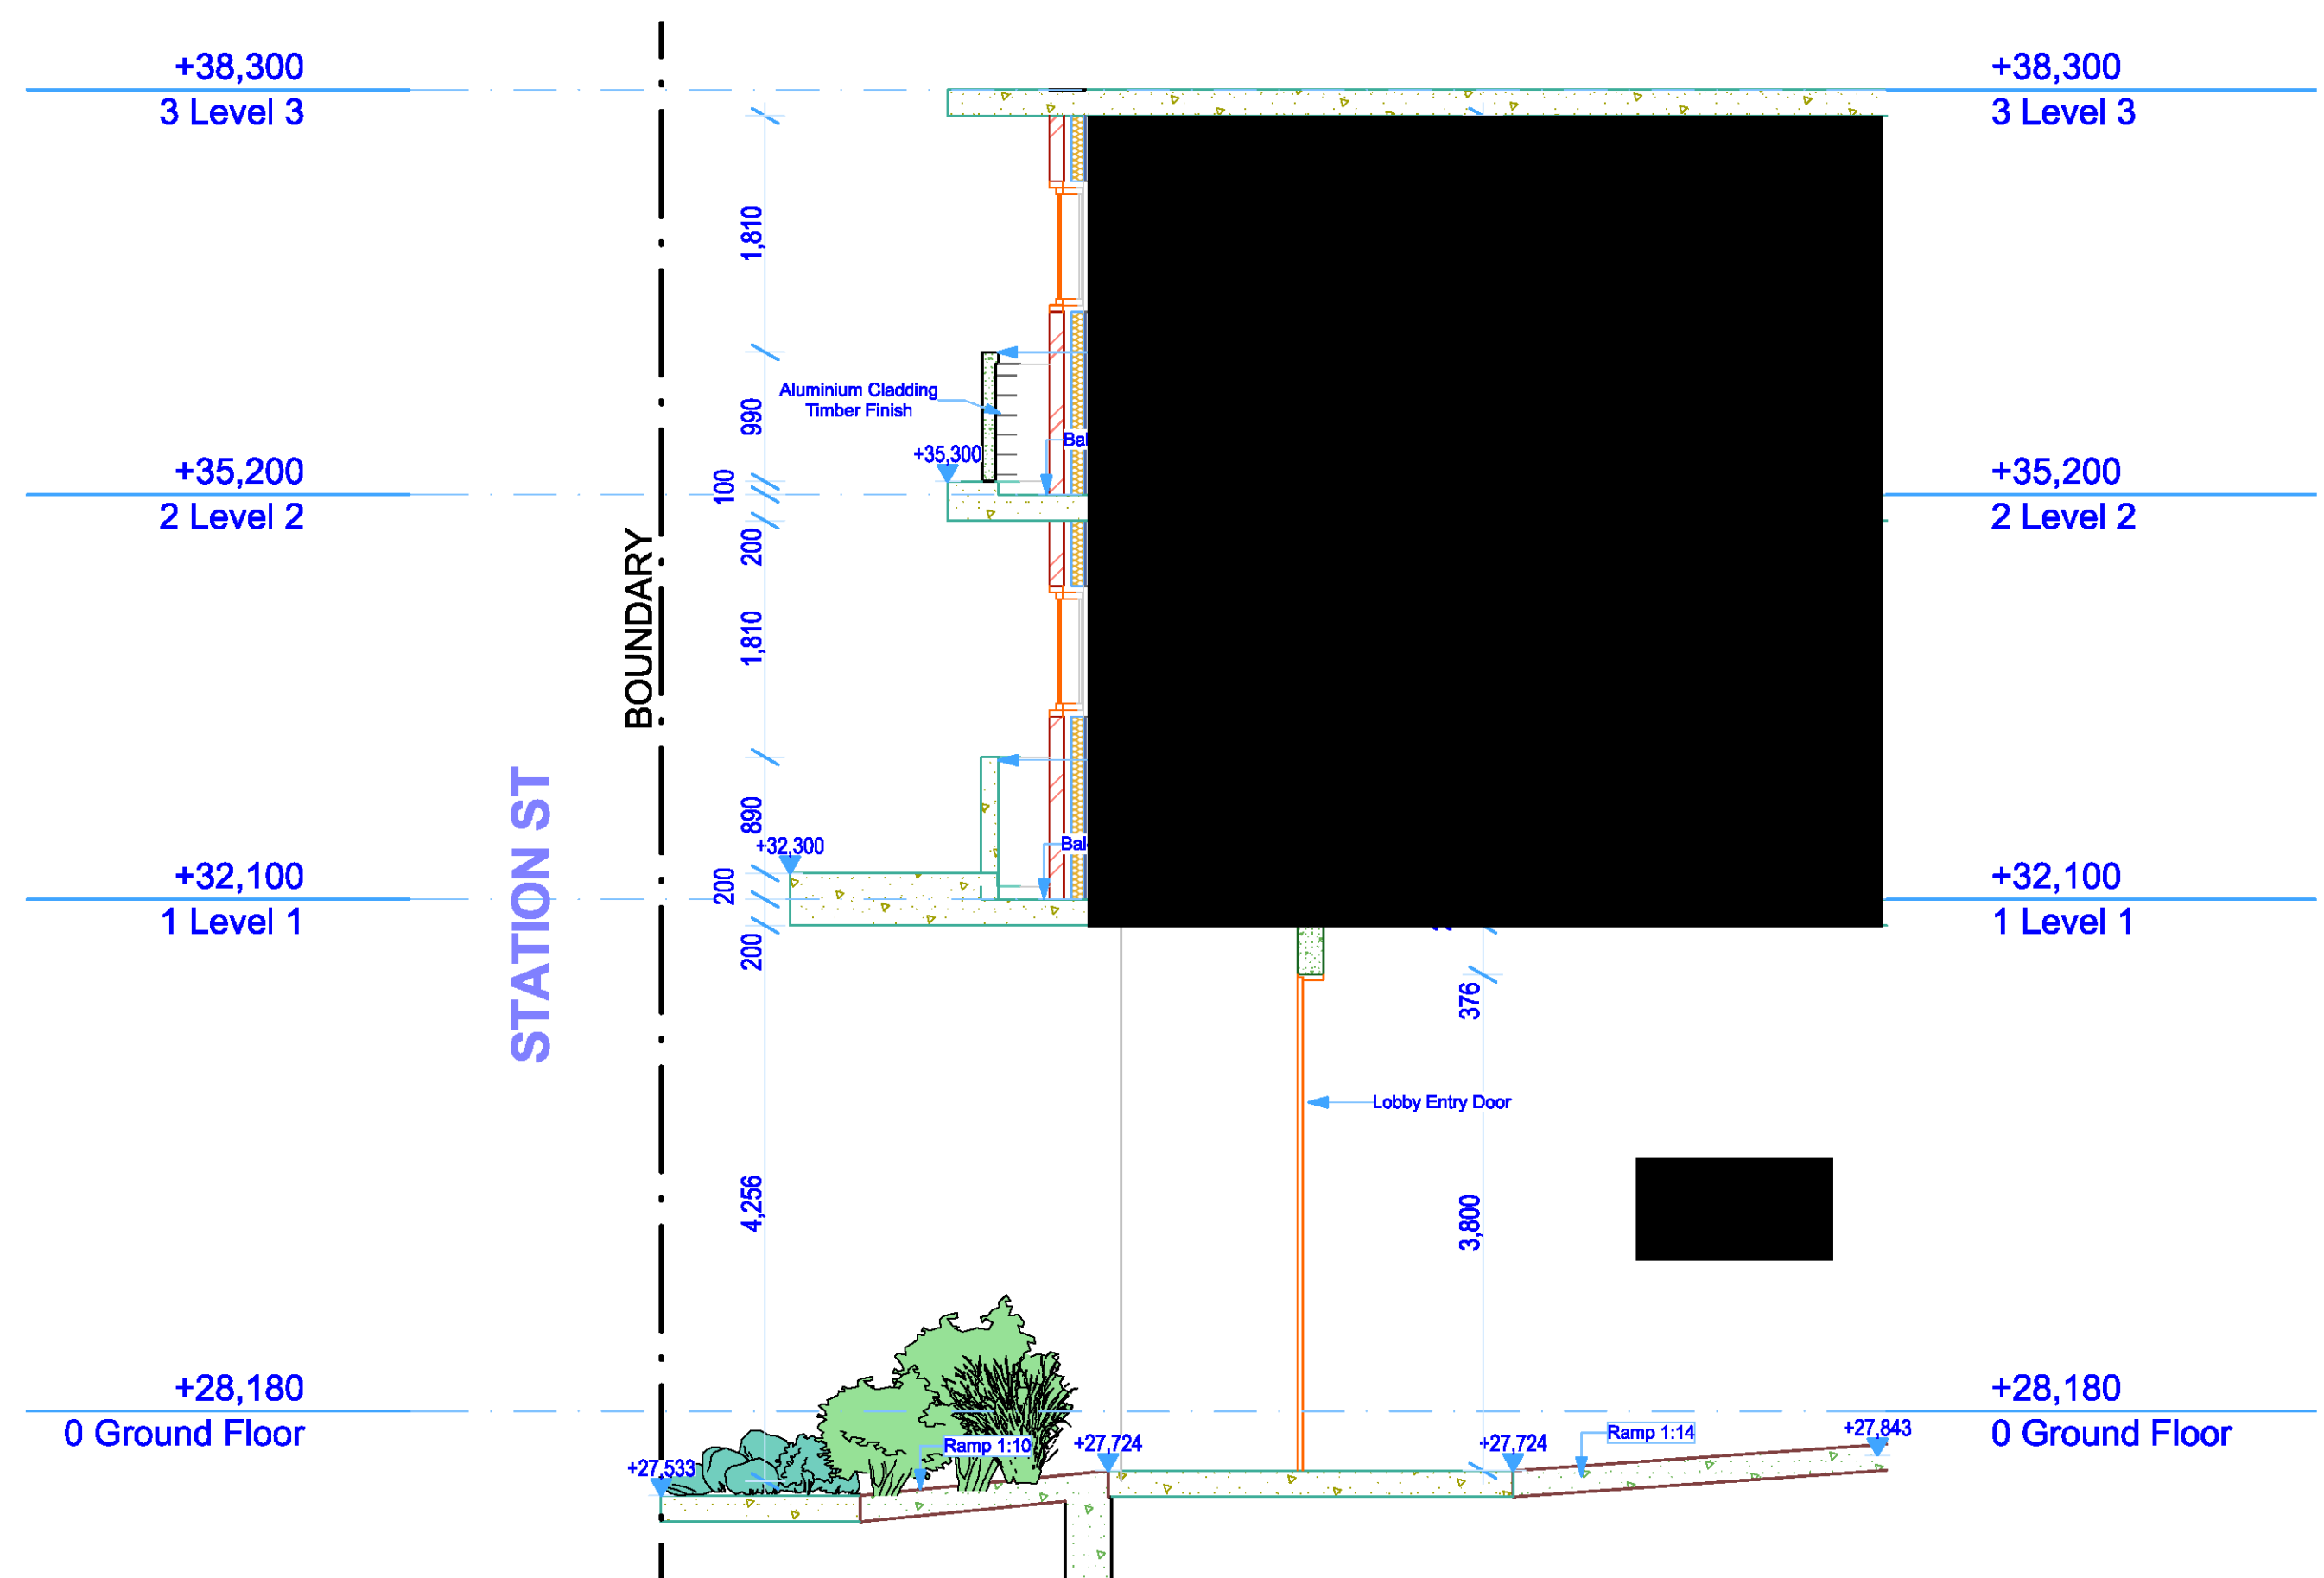 +38,300
3 Level 3
+38,300
3 Level 3
1,810
Aluminium Cladding
Timber Finish
990
+35,300
+35,200
2 Level 2
100
+35,200
2 Level 2
200
BOUNDARY
1,810
STATION ST
890
+32,300
+32,100
1 Level 1
200
+32,100
1 Level 1
200
376
Lobby Entry Door
4,256
3,800
+28,180
0 Ground Floor
+28,180
0 Ground Floor
Ramp 1:10
+27,724
+27,724
Ramp 1:14
+27,843
+27,533